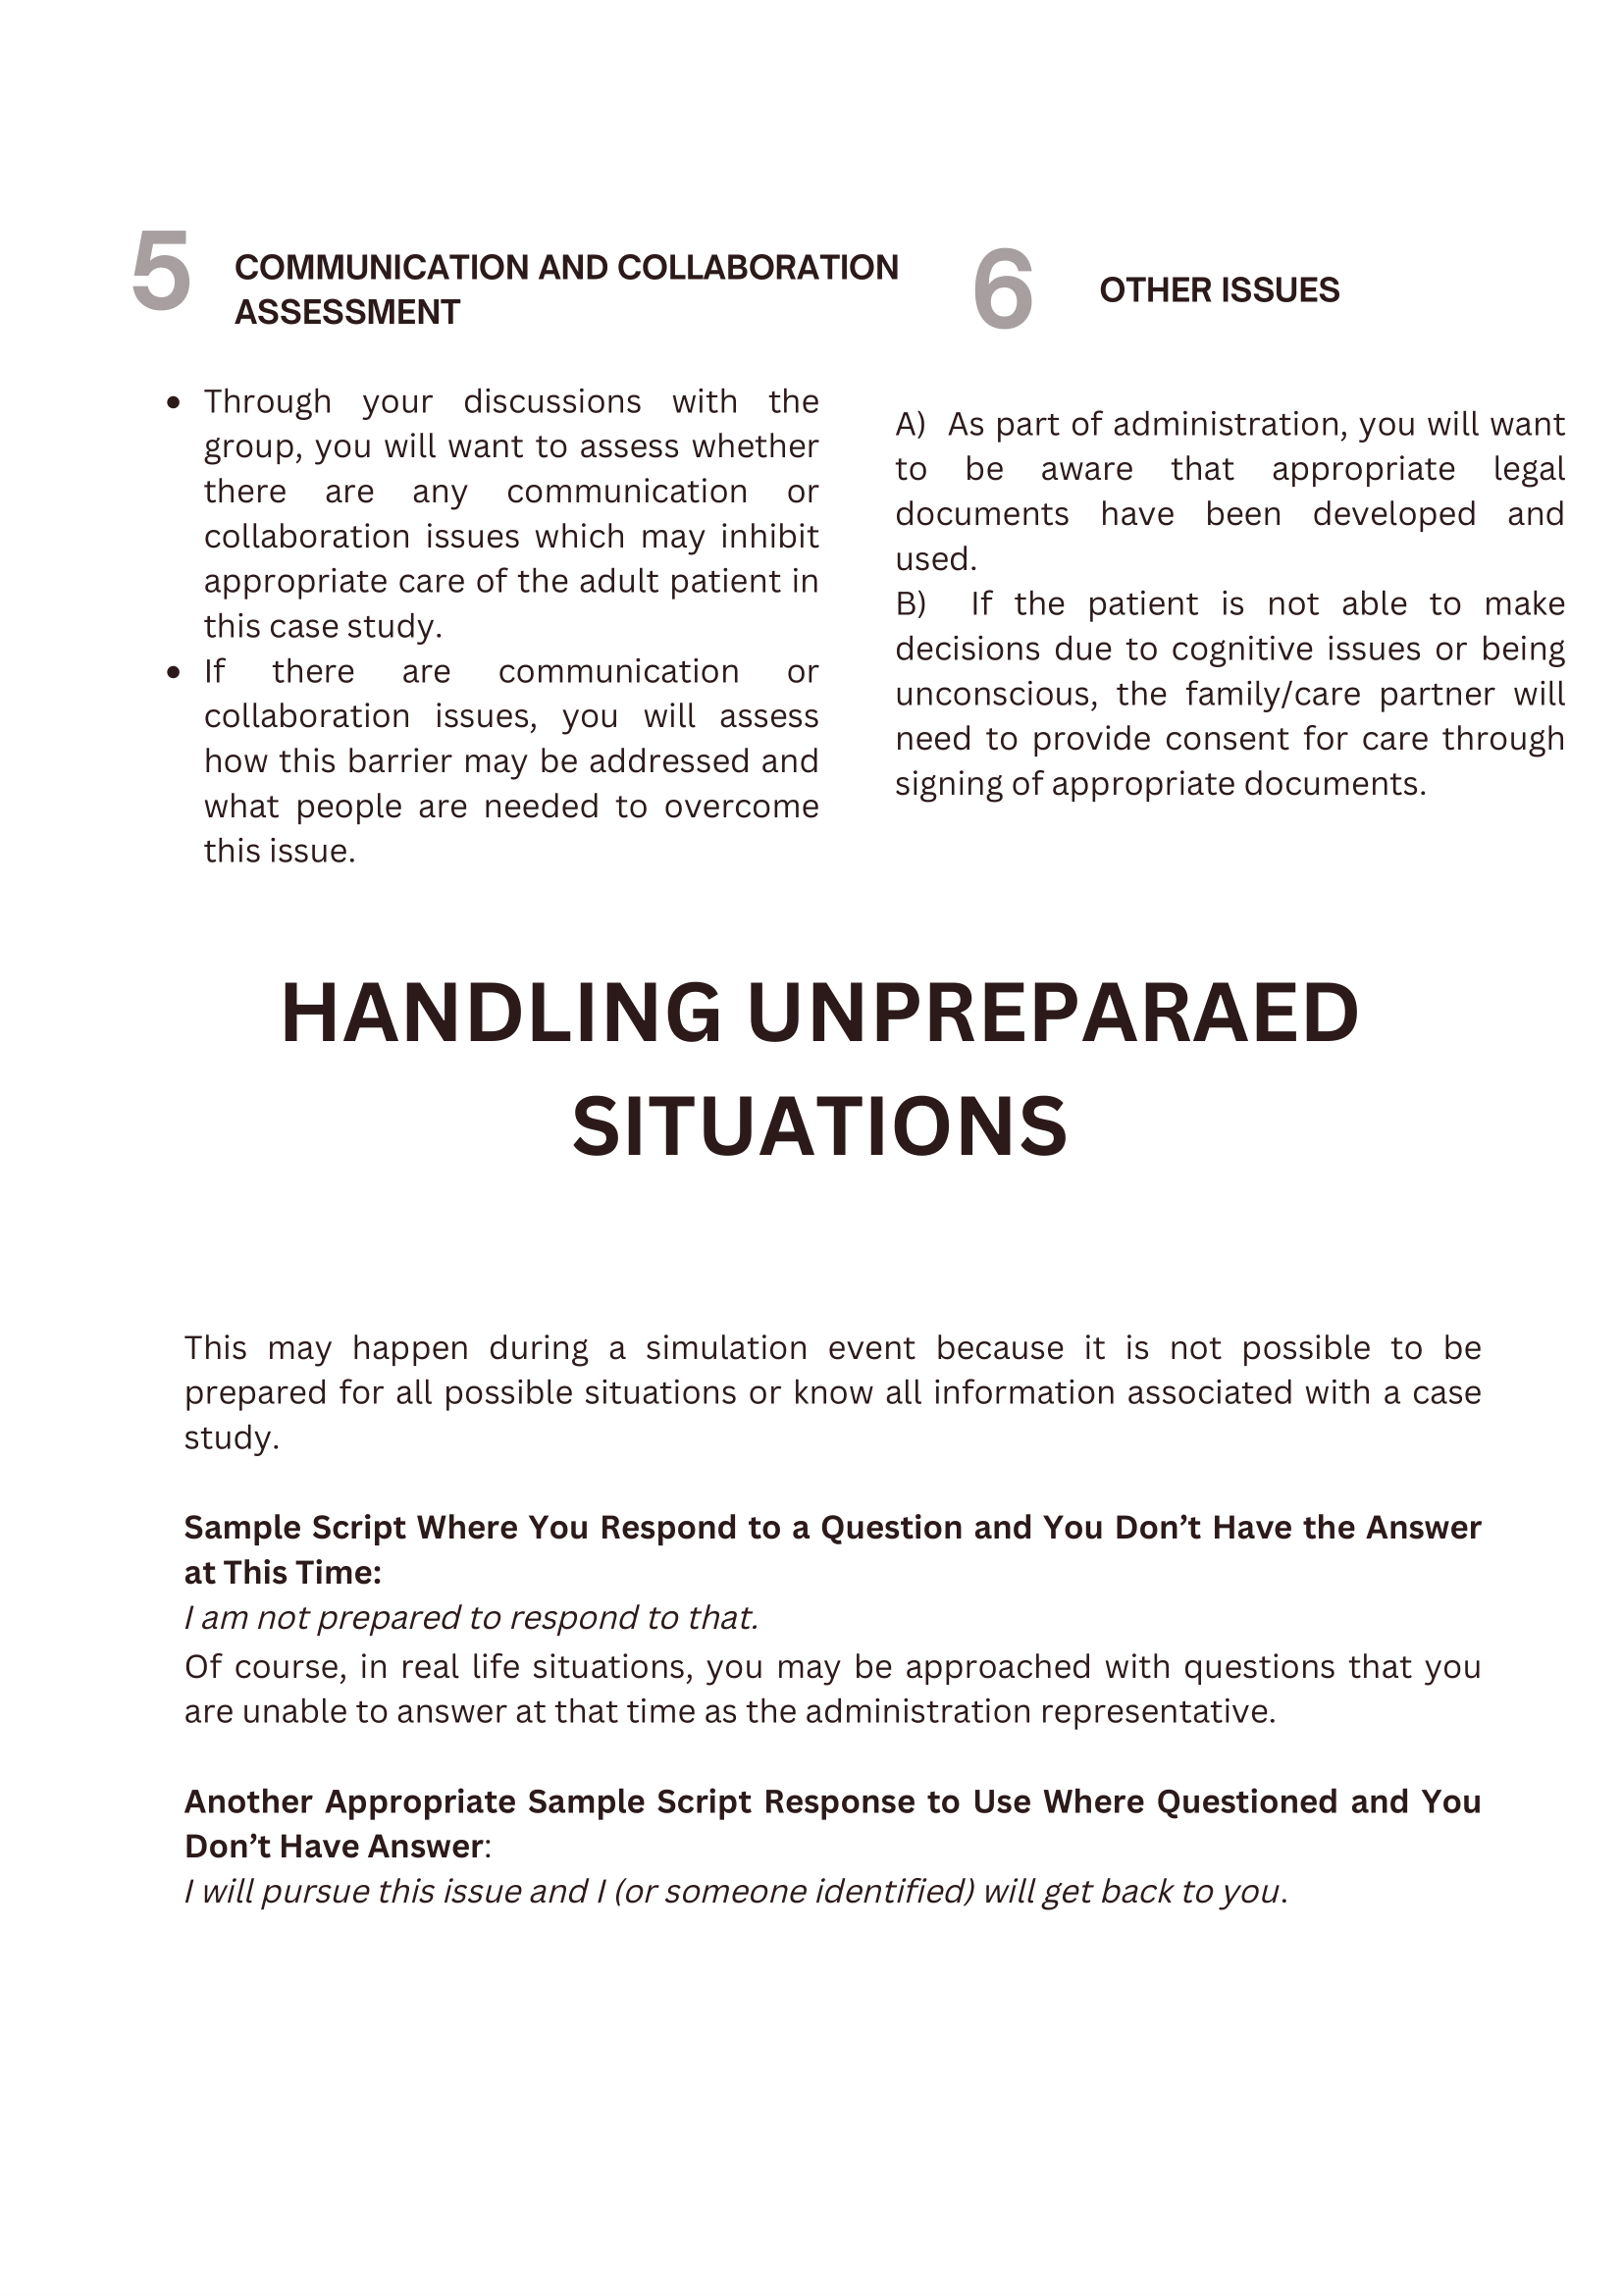 5
COMMUNICATION AND COLLABORATION
ASSESSMENT
• Through your discussions with the
group, you will want to assess whether
there are any communication or
collaboration issues which may inhibit
appropriate care of the adult patient in
this case study.
• If there are communication or
collaboration issues, you will assess
how this barrier may be addressed and
what people are needed to overcome
this issue.
6
OTHER ISSUES
A) As part of administration, you will want
to be aware that appropriate legal
documents have been developed and
used.
B) If the patient is not able to make
decisions due to cognitive issues or being
unconscious, the family/care partner will
need to provide consent for care through
signing of appropriate documents.
HANDLING UNPREPARAED
SITUATIONS
This may happen during a simulation event because it is not possible to be
prepared for all possible situations or know all information associated with a case
study.
Sample Script Where You Respond to a Question and You Don’t Have the Answer
at This Time:
I am not prepared to respond to that.
Of course, in real life situations, you may be approached with questions that you
are unable to answer at that time as the administration representative.
Another Appropriate Sample Script Response to Use Where Questioned and You
Don’t Have Answer:
I will pursue this issue and I (or someone identified) will get back to you.